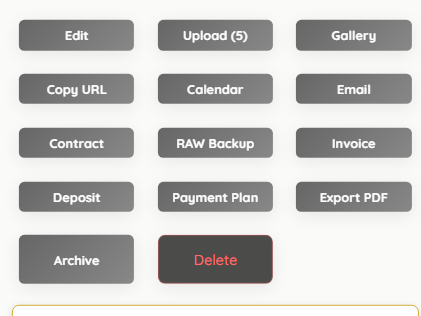 Edit
Upload (5)
Gallery
Copy URL
Calendar
Email
Contract
RAW Backup
Invoice
Deposit
Payment Plan
Export PDF
Archive
Delete